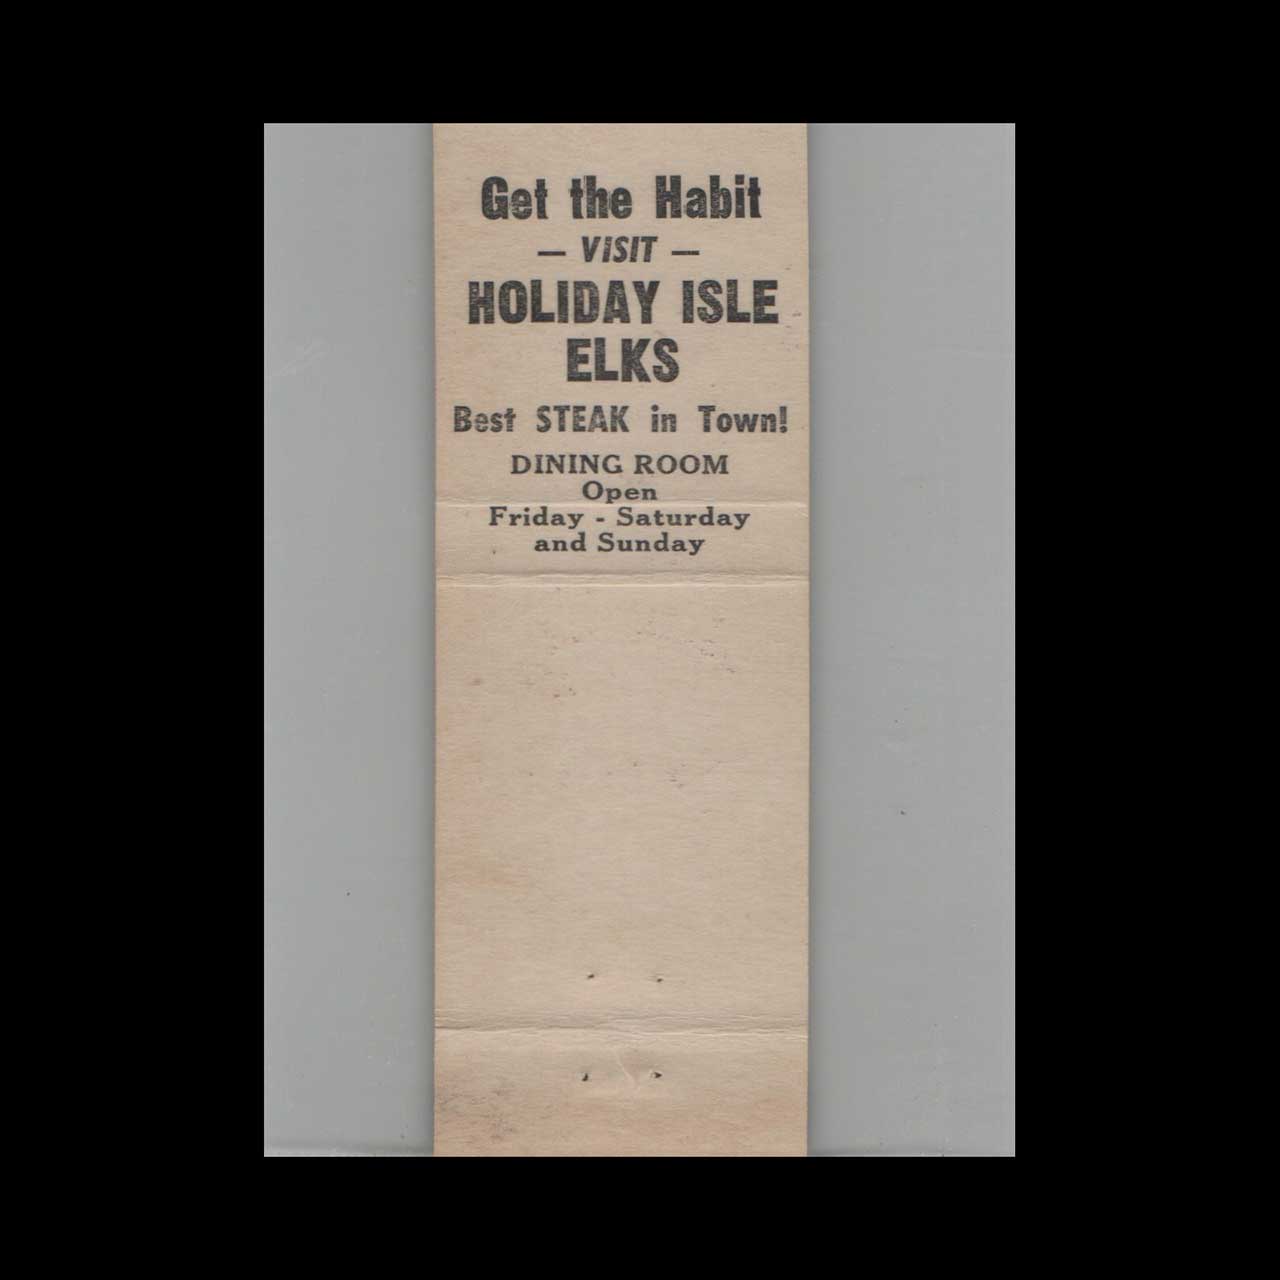 Get the Habit
— VISIT —
HOLIDAY ISLE
ELKS
Best STEAK in Town!
DINING ROOM
Open
Friday - Saturday
and Sunday